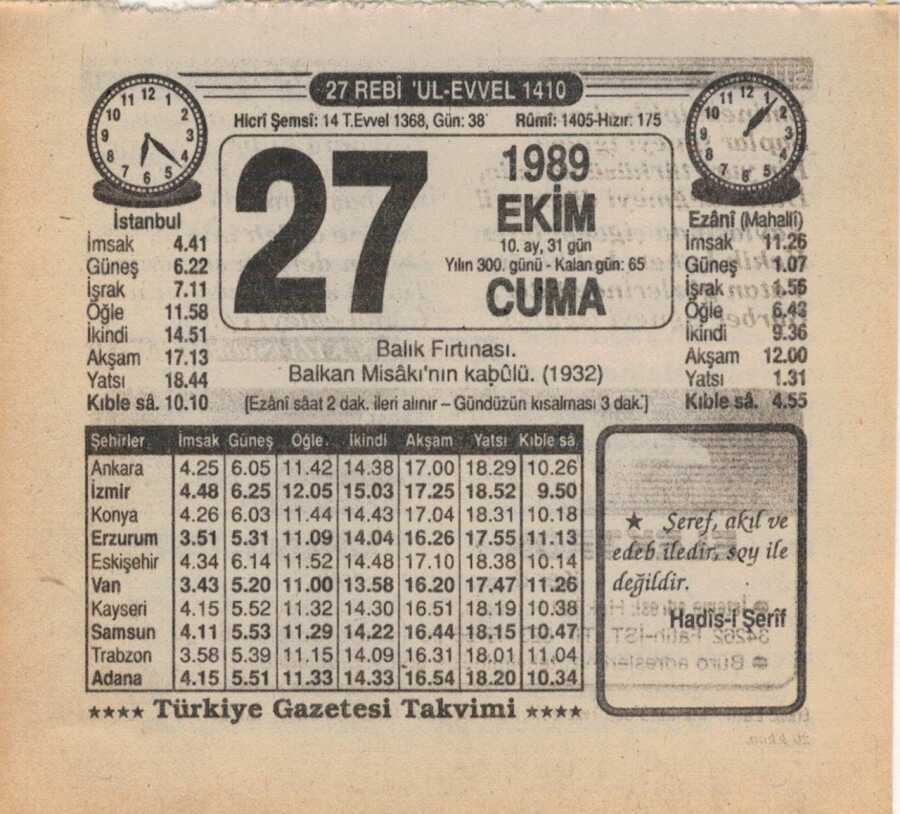 27 REBÎ 'UL-EVVEL 1410
Hicrî Şemsî: 14 T.Evvel 1368, Gün: 38 Rûmî: 1405-Hızır: 175
27
1989
EKİM
10. ay, 31 gün
Yılın 300. günü - Kalan gün: 65
CUMA
12 1 2 3 4 5 6 7 8 9 10 11
İstanbul
İmsak 4.41
Güneş 6.22
İşrak 7.11
Öğle 11.58
İkindi 14.51
Akşam 17.13
Yatsı 18.44
Kıble sâ. 10.10
Ezânî (Mahallî)
İmsak 11.26
Güneş 1.07
İşrak 1.56
Öğle 6.43
İkindi 9.36
Akşam 12.00
Yatsı 1.31
Kıble sâ. 4.55
Balık Fırtınası.
Balkan Misâkı'nın kabûlü. (1932)
[Ezânî sâat 2 dak. ileri alınır – Gündüzün kısalması 3 dak.]
Şehirler İmsak Güneş Öğle İkindi Akşam Yatsı Kıble sâ.
Ankara 4.25 6.05 11.42 14.38 17.00 18.29 10.26
İzmir 4.48 6.25 12.05 15.03 17.25 18.52 9.50
Konya 4.26 6.03 11.44 14.43 17.04 18.31 10.18
Erzurum 3.51 5.31 11.09 14.04 16.26 17.55 11.13
Eskişehir 4.34 6.14 11.52 14.48 17.10 18.38 10.14
Van 3.43 5.20 11.00 13.58 16.20 17.47 11.26
Kayseri 4.15 5.52 11.32 14.30 16.51 18.19 10.38
Samsun 4.11 5.53 11.29 14.22 16.44 18.15 10.47
Trabzon 3.58 5.39 11.15 14.09 16.31 18.01 11.04
Adana 4.15 5.51 11.33 14.33 16.54 18.20 10.34
★ Şeref, akıl ve
edeb iledir, soy ile
değildir.
Hadîs-i Şerîf
★★★★ Türkiye Gazetesi Takvimi ★★★★